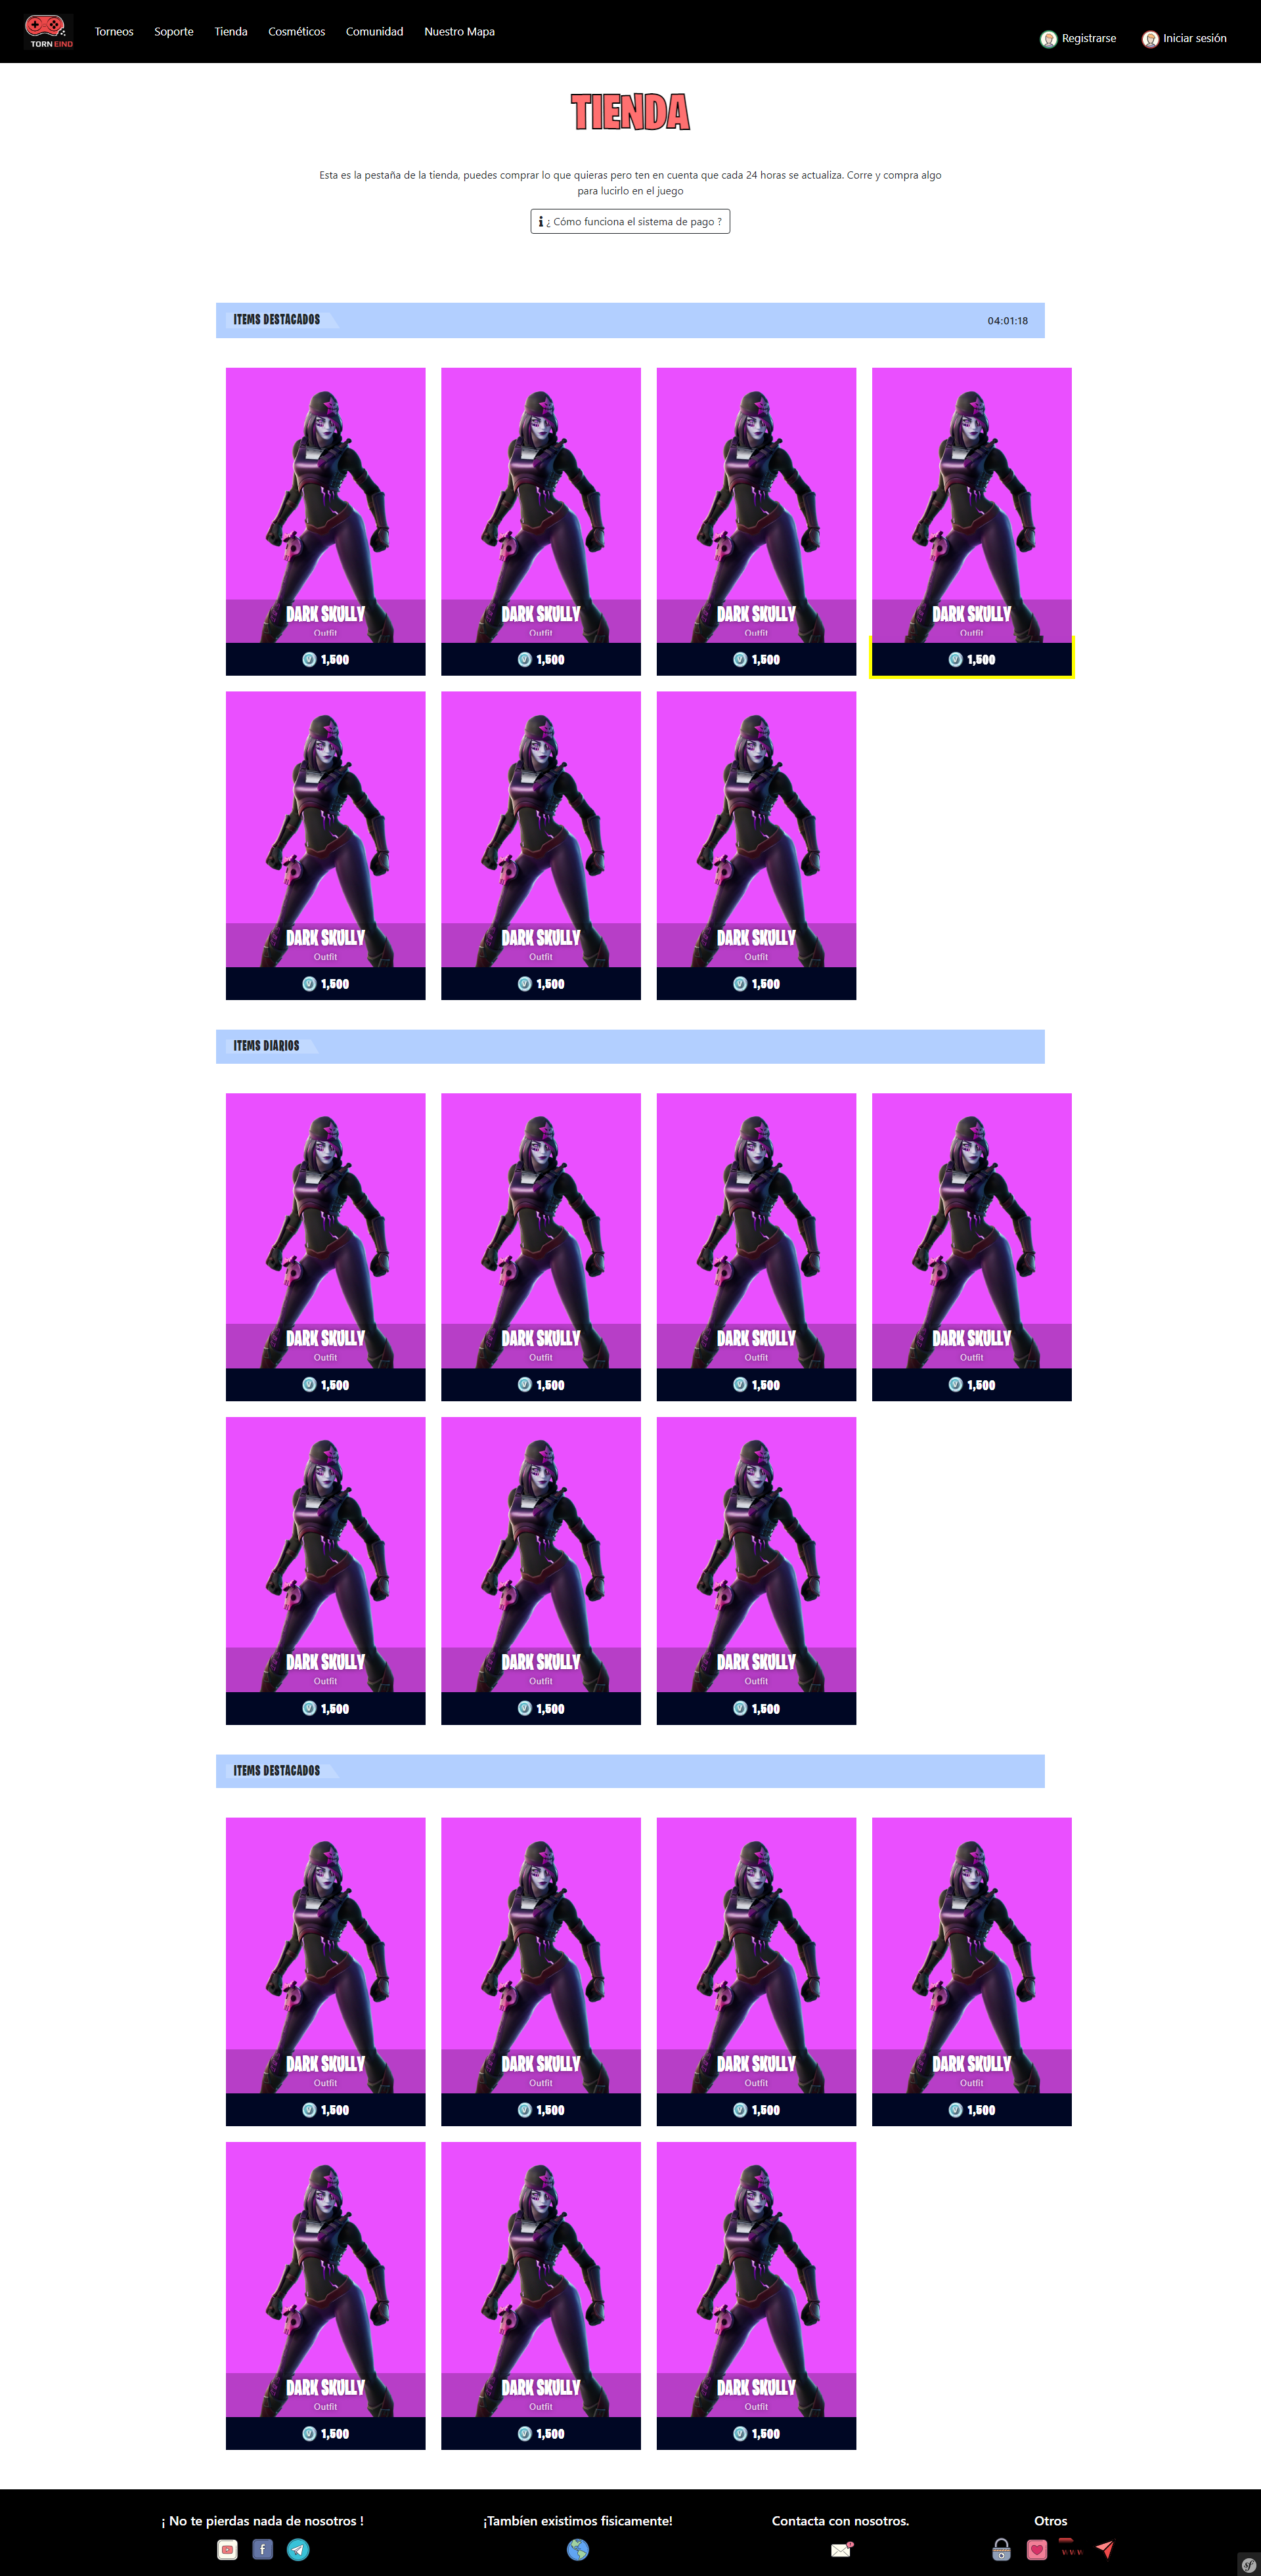 TORNEIND
Torneos
Soporte
Tienda
Cosméticos
Comunidad
Nuestro Mapa
Registrarse
Iniciar sesión
TIENDA
Esta es la pestaña de la tienda, puedes comprar lo que quieras pero ten en cuenta que cada 24 horas se actualiza. Corre y compra algo
para lucirlo en el juego
¿ Cómo funciona el sistema de pago ?
ITEMS DESTACADOS
04:01:18
DARK SKULLY
Outfit
1,500
DARK SKULLY
Outfit
1,500
DARK SKULLY
Outfit
1,500
DARK SKULLY
Outfit
1,500
DARK SKULLY
Outfit
1,500
DARK SKULLY
Outfit
1,500
DARK SKULLY
Outfit
1,500
ITEMS DIARIOS
DARK SKULLY
Outfit
1,500
DARK SKULLY
Outfit
1,500
DARK SKULLY
Outfit
1,500
DARK SKULLY
Outfit
1,500
DARK SKULLY
Outfit
1,500
DARK SKULLY
Outfit
1,500
DARK SKULLY
Outfit
1,500
ITEMS DESTACADOS
DARK SKULLY
Outfit
1,500
DARK SKULLY
Outfit
1,500
DARK SKULLY
Outfit
1,500
DARK SKULLY
Outfit
1,500
DARK SKULLY
Outfit
1,500
DARK SKULLY
Outfit
1,500
DARK SKULLY
Outfit
1,500
¡ No te pierdas nada de nosotros !
¡Tambíen existimos fisicamente!
Contacta con nosotros.
Otros